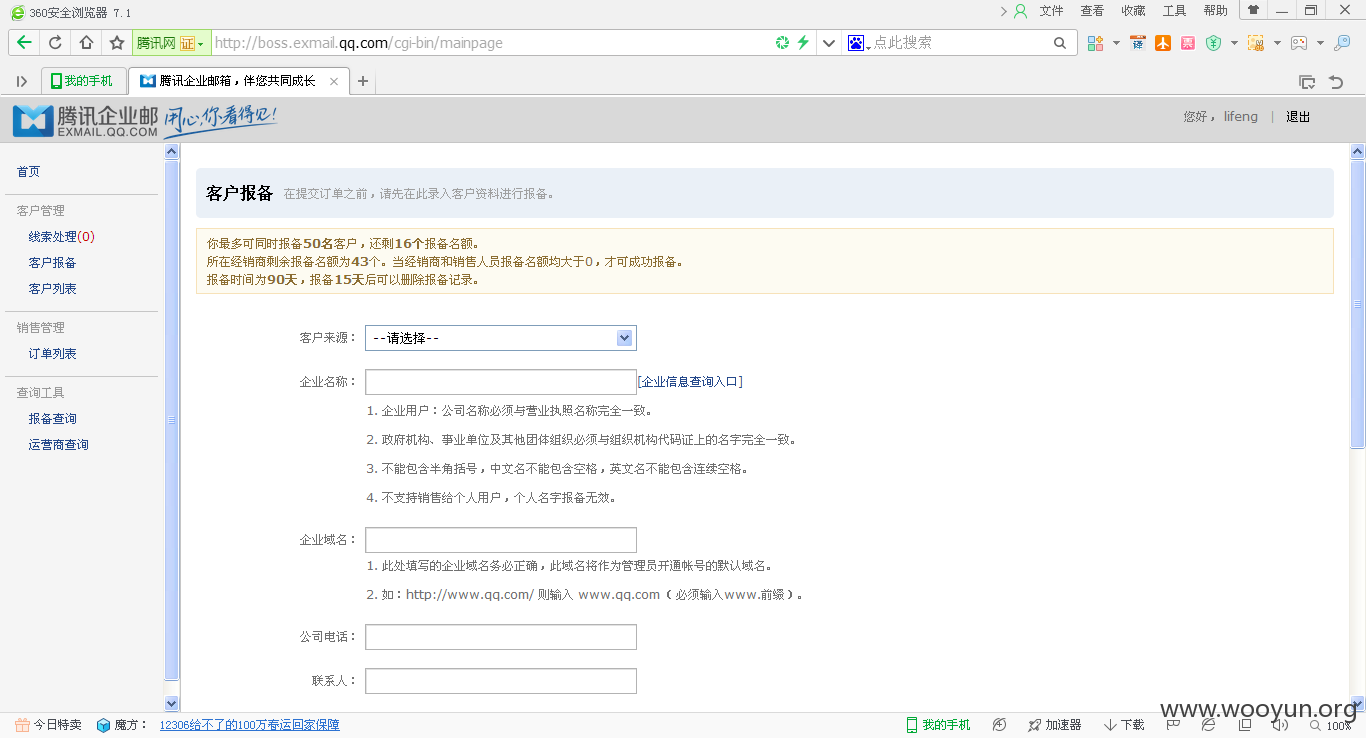 360安全浏览器 7.1
文件 查看 收藏 工具 帮助
腾讯网 证 http://boss.exmail.qq.com/cgi-bin/mainpage
点此搜索
译
票
我的手机 腾讯企业邮箱，伴您共同成长
腾讯企业邮
EXMAIL.QQ.COM
用心,你看得见!
您好， lifeng | 退出
首页
客户管理
线索处理(0)
客户报备
客户列表
销售管理
订单列表
查询工具
报备查询
运营商查询
客户报备 在提交订单之前，请先在此录入客户资料进行报备。
你最多可同时报备50名客户，还剩16个报备名额。
所在经销商剩余报备名额为43个。当经销商和销售人员报备名额均大于0，才可成功报备。
报备时间为90天，报备15天后可以删除报备记录。
客户来源： --请选择--
企业名称： [企业信息查询入口]
1. 企业用户：公司名称必须与营业执照名称完全一致。
2. 政府机构、事业单位及其他团体组织必须与组织机构代码证上的名字完全一致。
3. 不能包含半角括号，中文名不能包含空格，英文名不能包含连续空格。
4. 不支持销售给个人用户，个人名字报备无效。
企业域名：
1. 此处填写的企业域名务必正确，此域名将作为管理员开通帐号的默认域名。
2. 如：http://www.qq.com/ 则输入 www.qq.com（ 必须输入www.前缀）。
公司电话：
联系人：
www.wooyun.org
今日特卖 魔方： 12306给不了的100万春运回家保障
我的手机 加速器 下载 100%